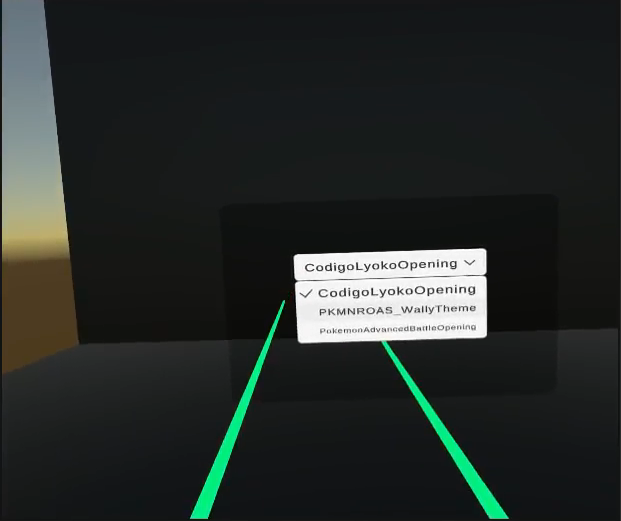 CodigoLyokoOpening
CodigoLyokoOpening
PKMNROAS_WallyTheme
PokemonAdvancedBattleOpening